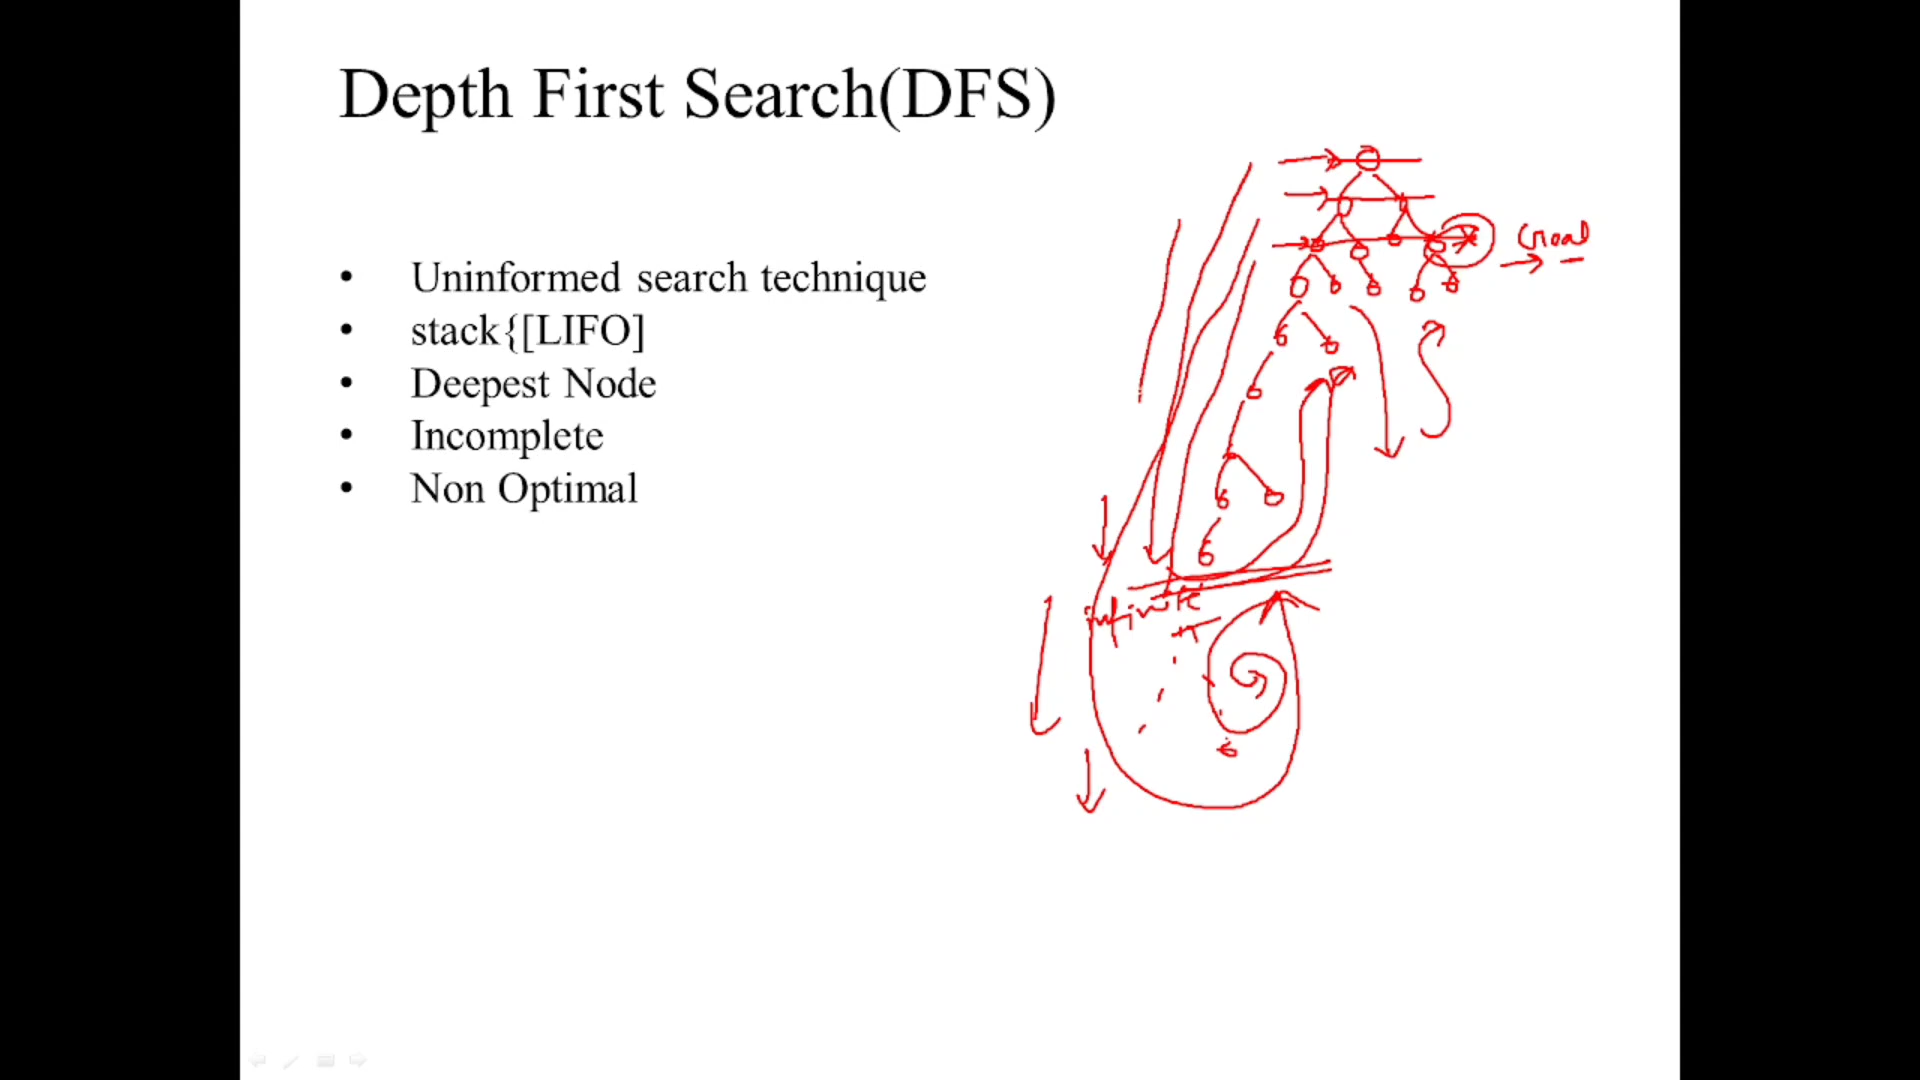 Depth First Search(DFS)
• Uninformed search technique
• stack{[LIFO]
• Deepest Node
• Incomplete
• Non Optimal
Goal
infinite